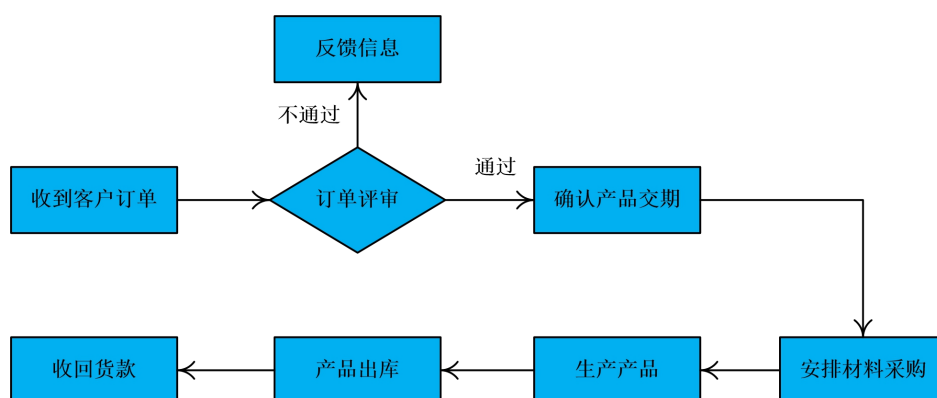 反馈信息
不通过
通过
收到客户订单
订单评审
确认产品交期
收回货款
产品出库
生产产品
安排材料采购